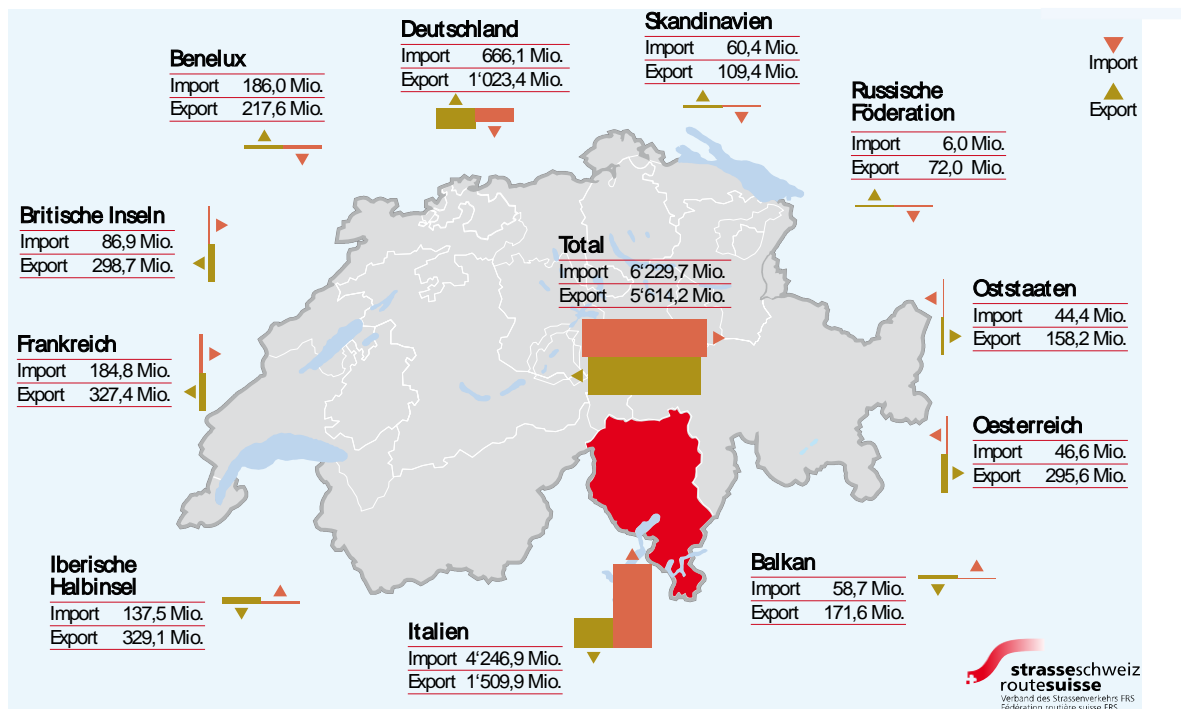 Deutschland
Import 666,1 Mio.
Export 1'023,4 Mio.
Skandinavien
Import 60,4 Mio.
Export 109,4 Mio.
Import
Export
Benelux
Import 186,0 Mio.
Export 217,6 Mio.
Russische
Föderation
Import 6,0 Mio.
Export 72,0 Mio.
Britische Inseln
Import 86,9 Mio.
Export 298,7 Mio.
Total
Import 6‘229,7 Mio.
Export 5‘614,2 Mio.
Oststaaten
Import 44,4 Mio.
Export 158,2 Mio.
Frankreich
Import 184,8 Mio.
Export 327,4 Mio.
Oesterreich
Import 46,6 Mio.
Export 295,6 Mio.
Iberische
Halbinsel
Import 137,5 Mio.
Export 329,1 Mio.
Balkan
Import 58,7 Mio.
Export 171,6 Mio.
Italien
Import 4‘246,9 Mio.
Export 1‘509,9 Mio.
strasseschweiz
routesuisse
Verband des Strassenverkehrs FRS
Fédération routière suisse FRS